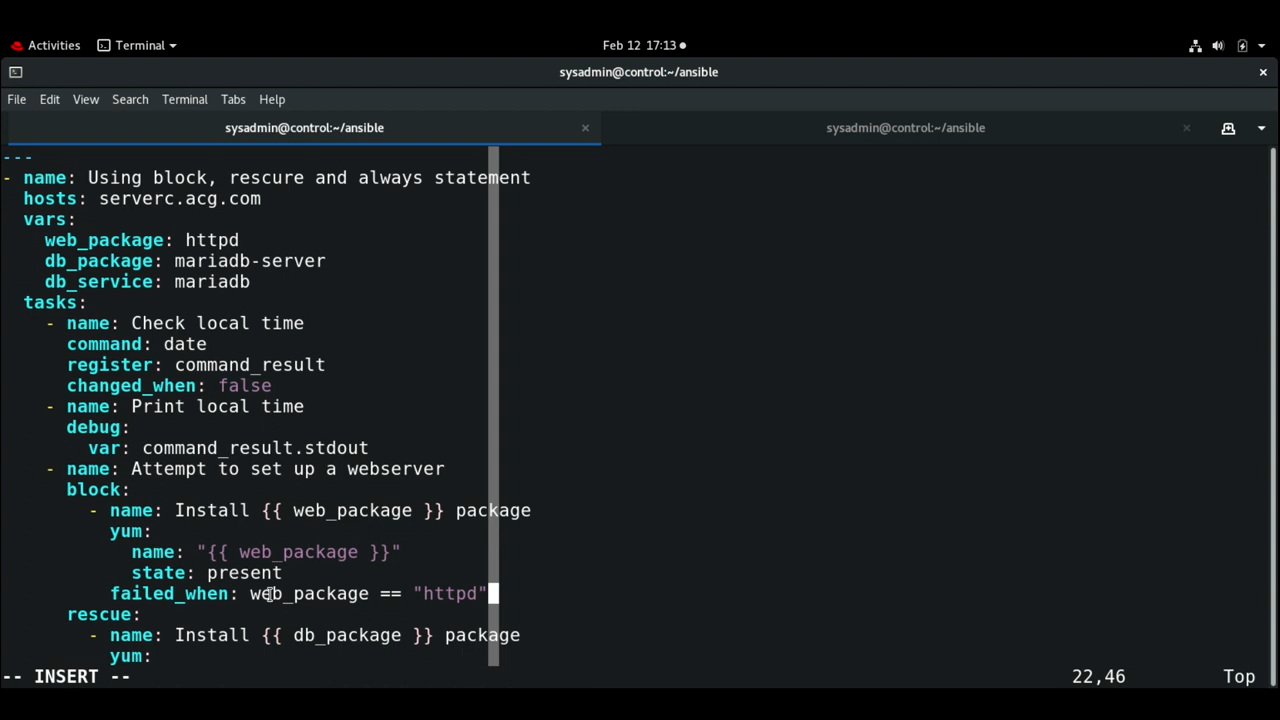 Activities Terminal Feb 12 17:13
sysadmin@control:~/ansible
File Edit View Search Terminal Tabs Help
sysadmin@control:~/ansible sysadmin@control:~/ansible
---
- name: Using block, rescure and always statement
  hosts: serverc.acg.com
  vars:
    web_package: httpd
    db_package: mariadb-server
    db_service: mariadb
  tasks:
    - name: Check local time
      command: date
      register: command_result
      changed_when: false
    - name: Print local time
      debug:
        var: command_result.stdout
    - name: Attempt to set up a webserver
      block:
        - name: Install {{ web_package }} package
          yum:
            name: "{{ web_package }}"
            state: present
          failed_when: web_package == "httpd"
      rescue:
        - name: Install {{ db_package }} package
          yum:
-- INSERT -- 22,46 Top